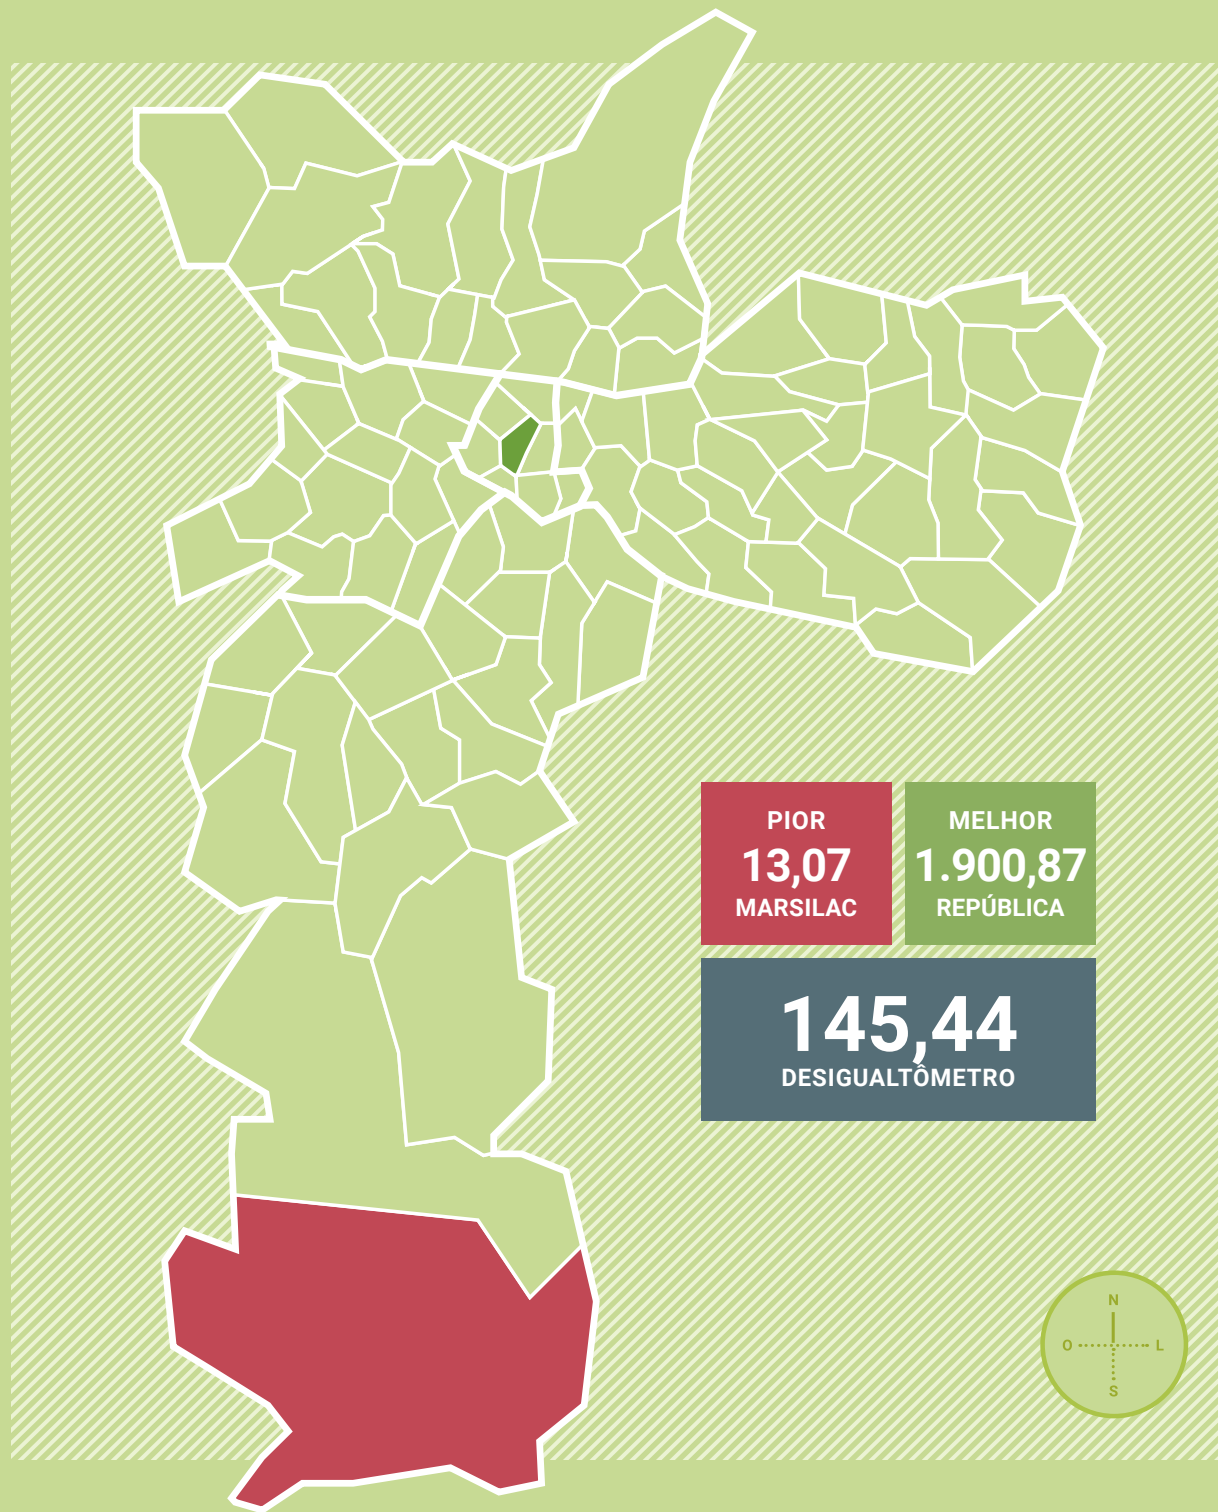 PIOR
13,07
MARSILAC
MELHOR
1.900,87
REPÚBLICA
145,44
DESIGUALTÔMETRO
N
O L
S